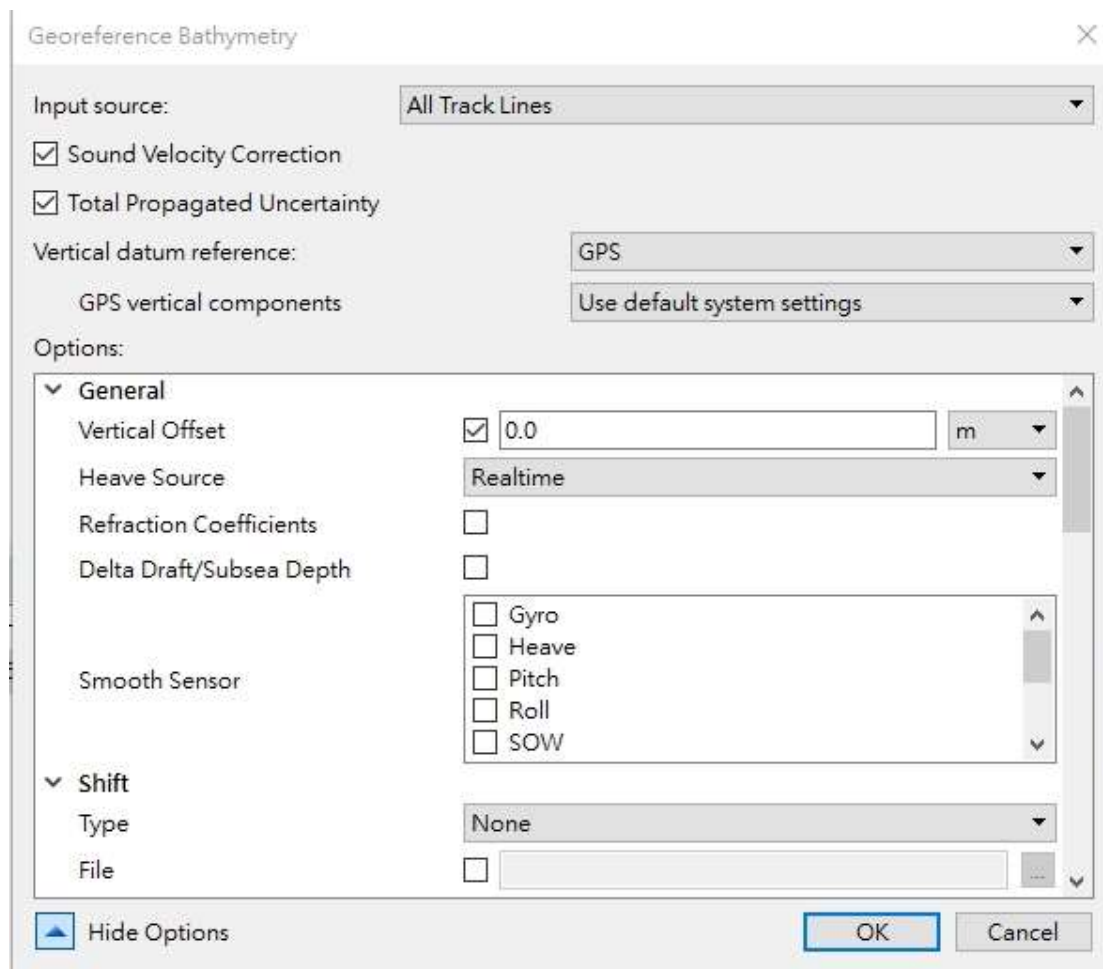 Georeference Bathymetry
Input source: All Track Lines
Sound Velocity Correction
Total Propagated Uncertainty
Vertical datum reference: GPS
GPS vertical components Use default system settings
Options:
General
Vertical Offset 0.0 m
Heave Source Realtime
Refraction Coefficients
Delta Draft/Subsea Depth
Smooth Sensor
Gyro
Heave
Pitch
Roll
SOW
Shift
Type None
File ...
Hide Options OK Cancel